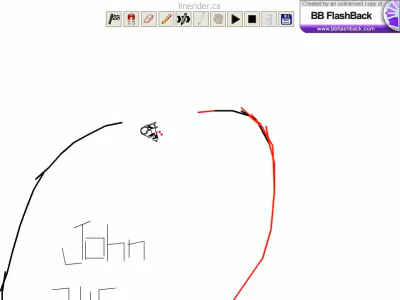 linerider.ca
Created by an unlicensed copy of
BB FlashBack
www.bbflashback.com
John